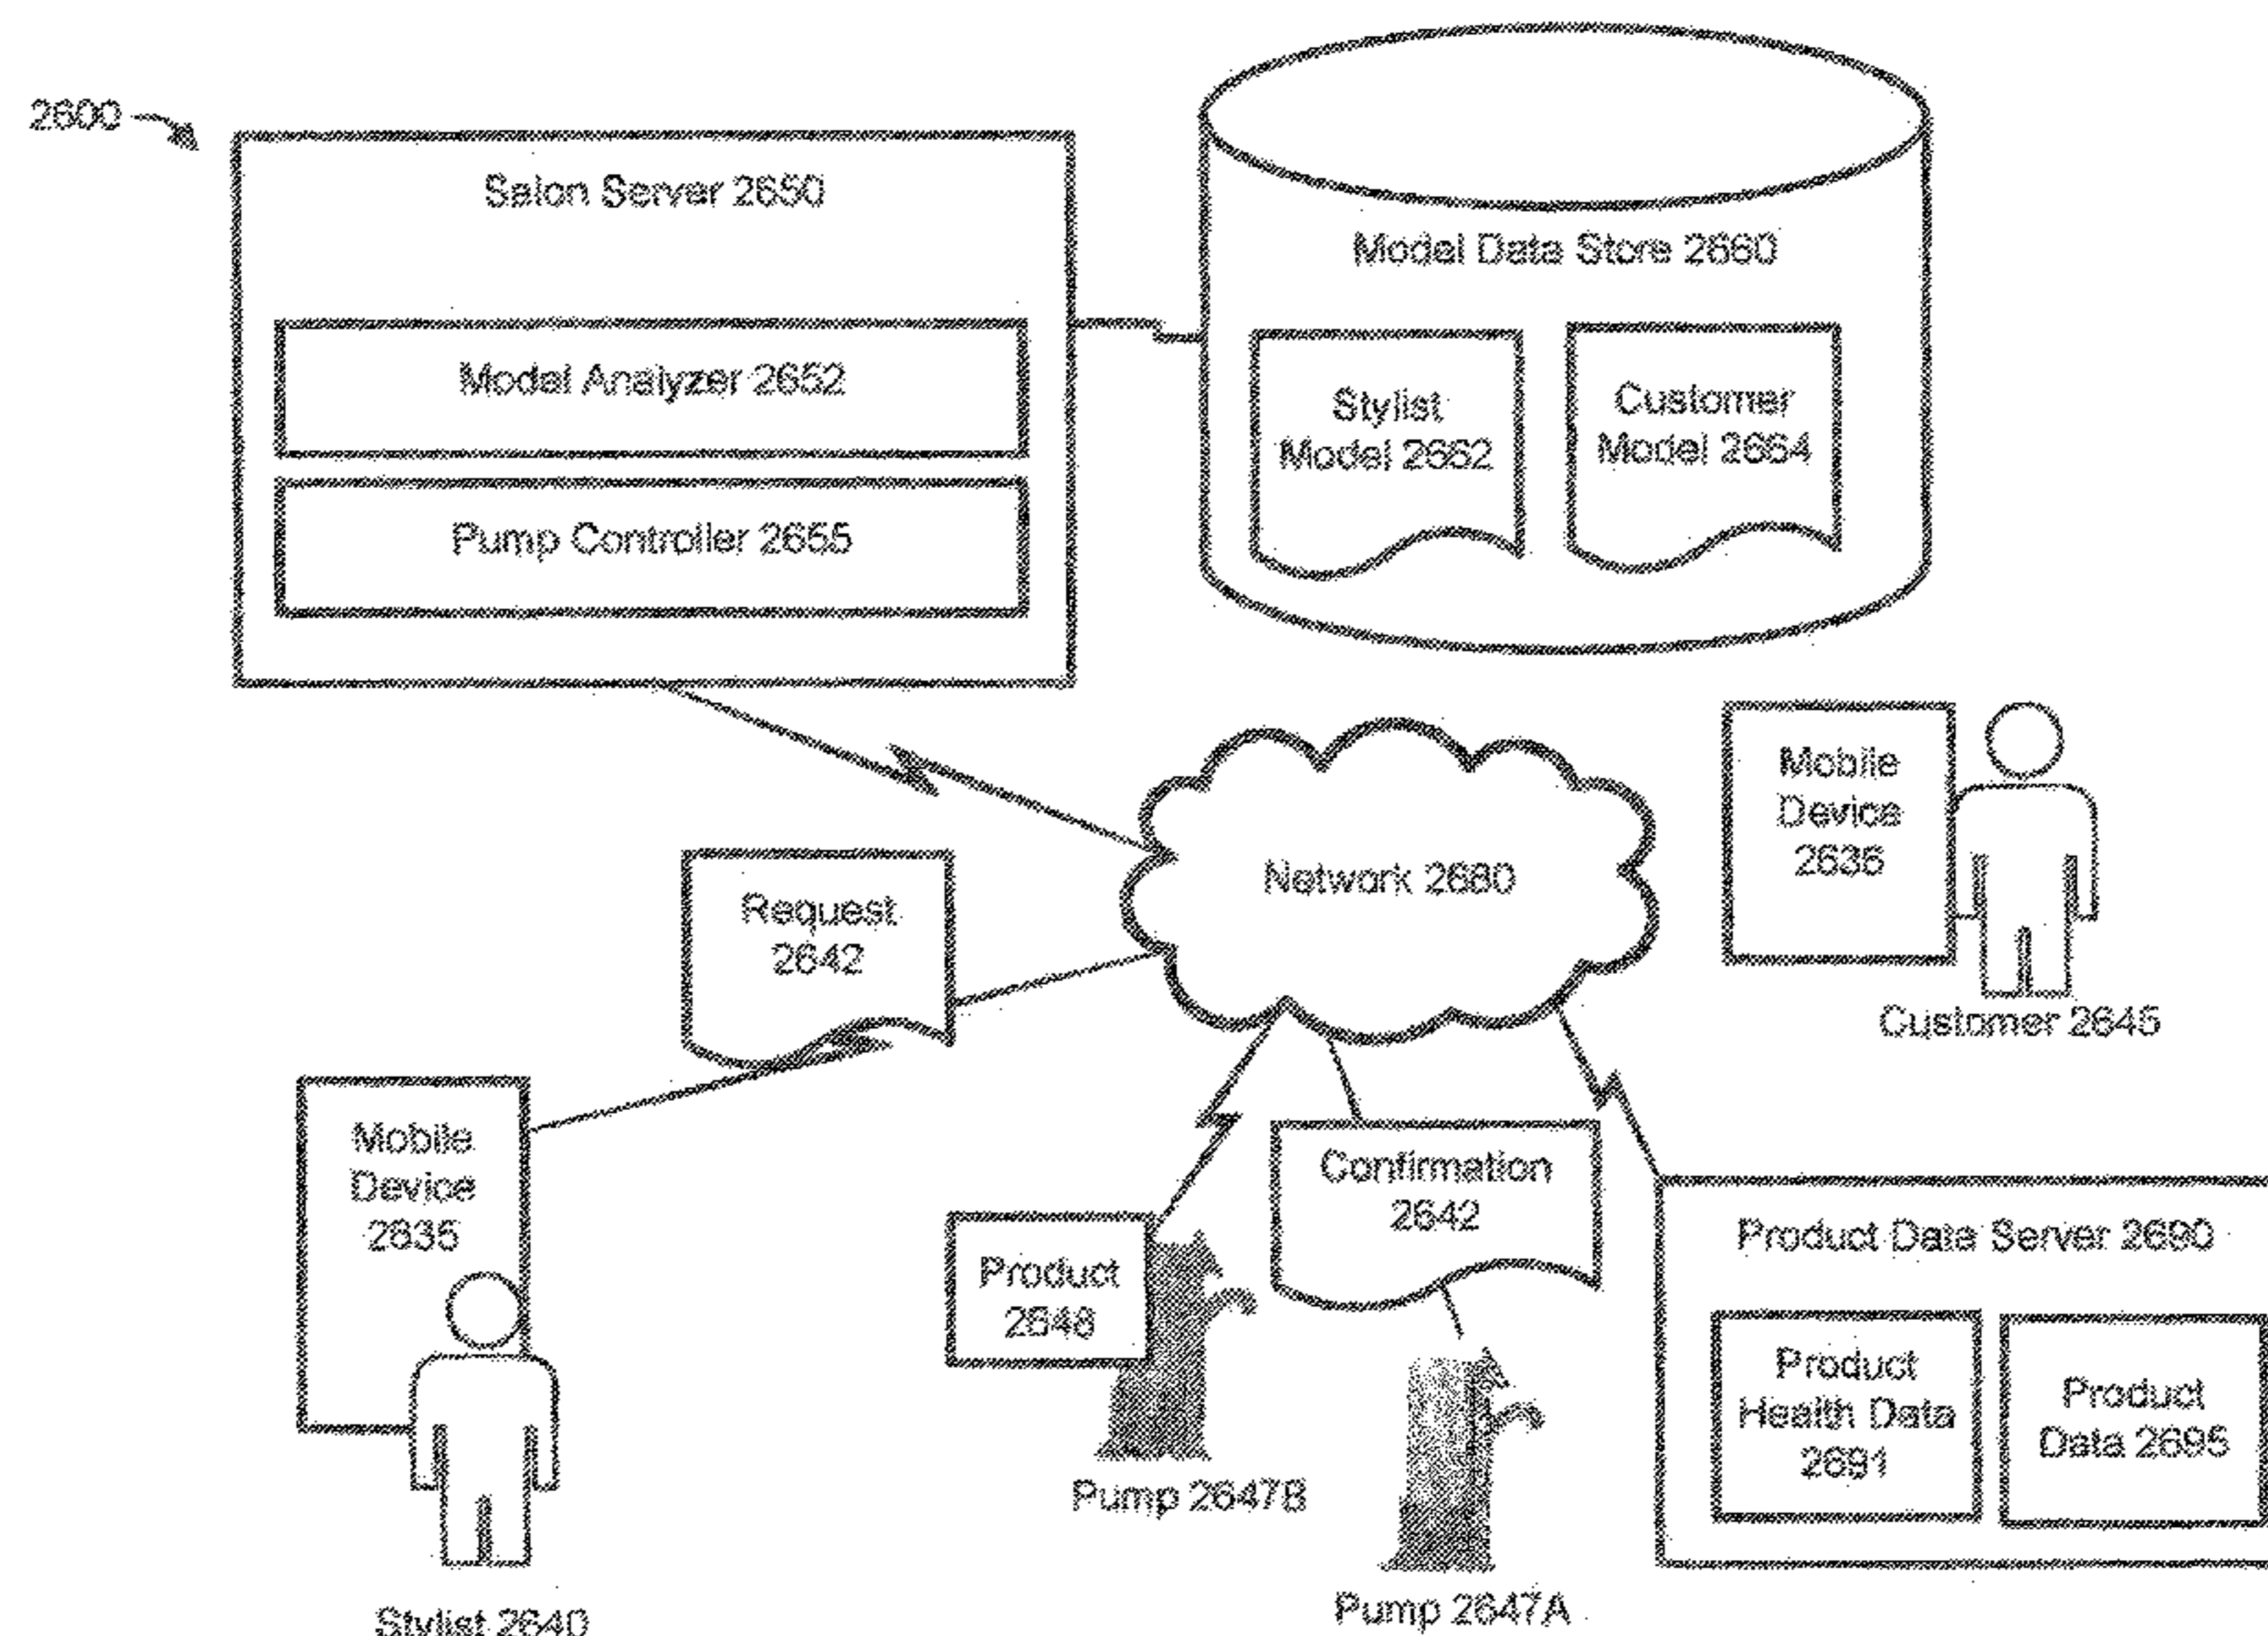 2600
Salon Server 2650
Model Analyzer 2652
Pump Controller 2655
Model Data Store 2660
Stylist
Model 2662
Customer
Model 2664
Network 2680
Mobile
Device
2636
Customer 2645
Request
2642
Mobile
Device
2635
Stylist 2640
Product
2648
Pump 2647B
Confirmation
2642
Pump 2647A
Product Data Server 2690
Product
Health Data
2691
Product
Data 2695